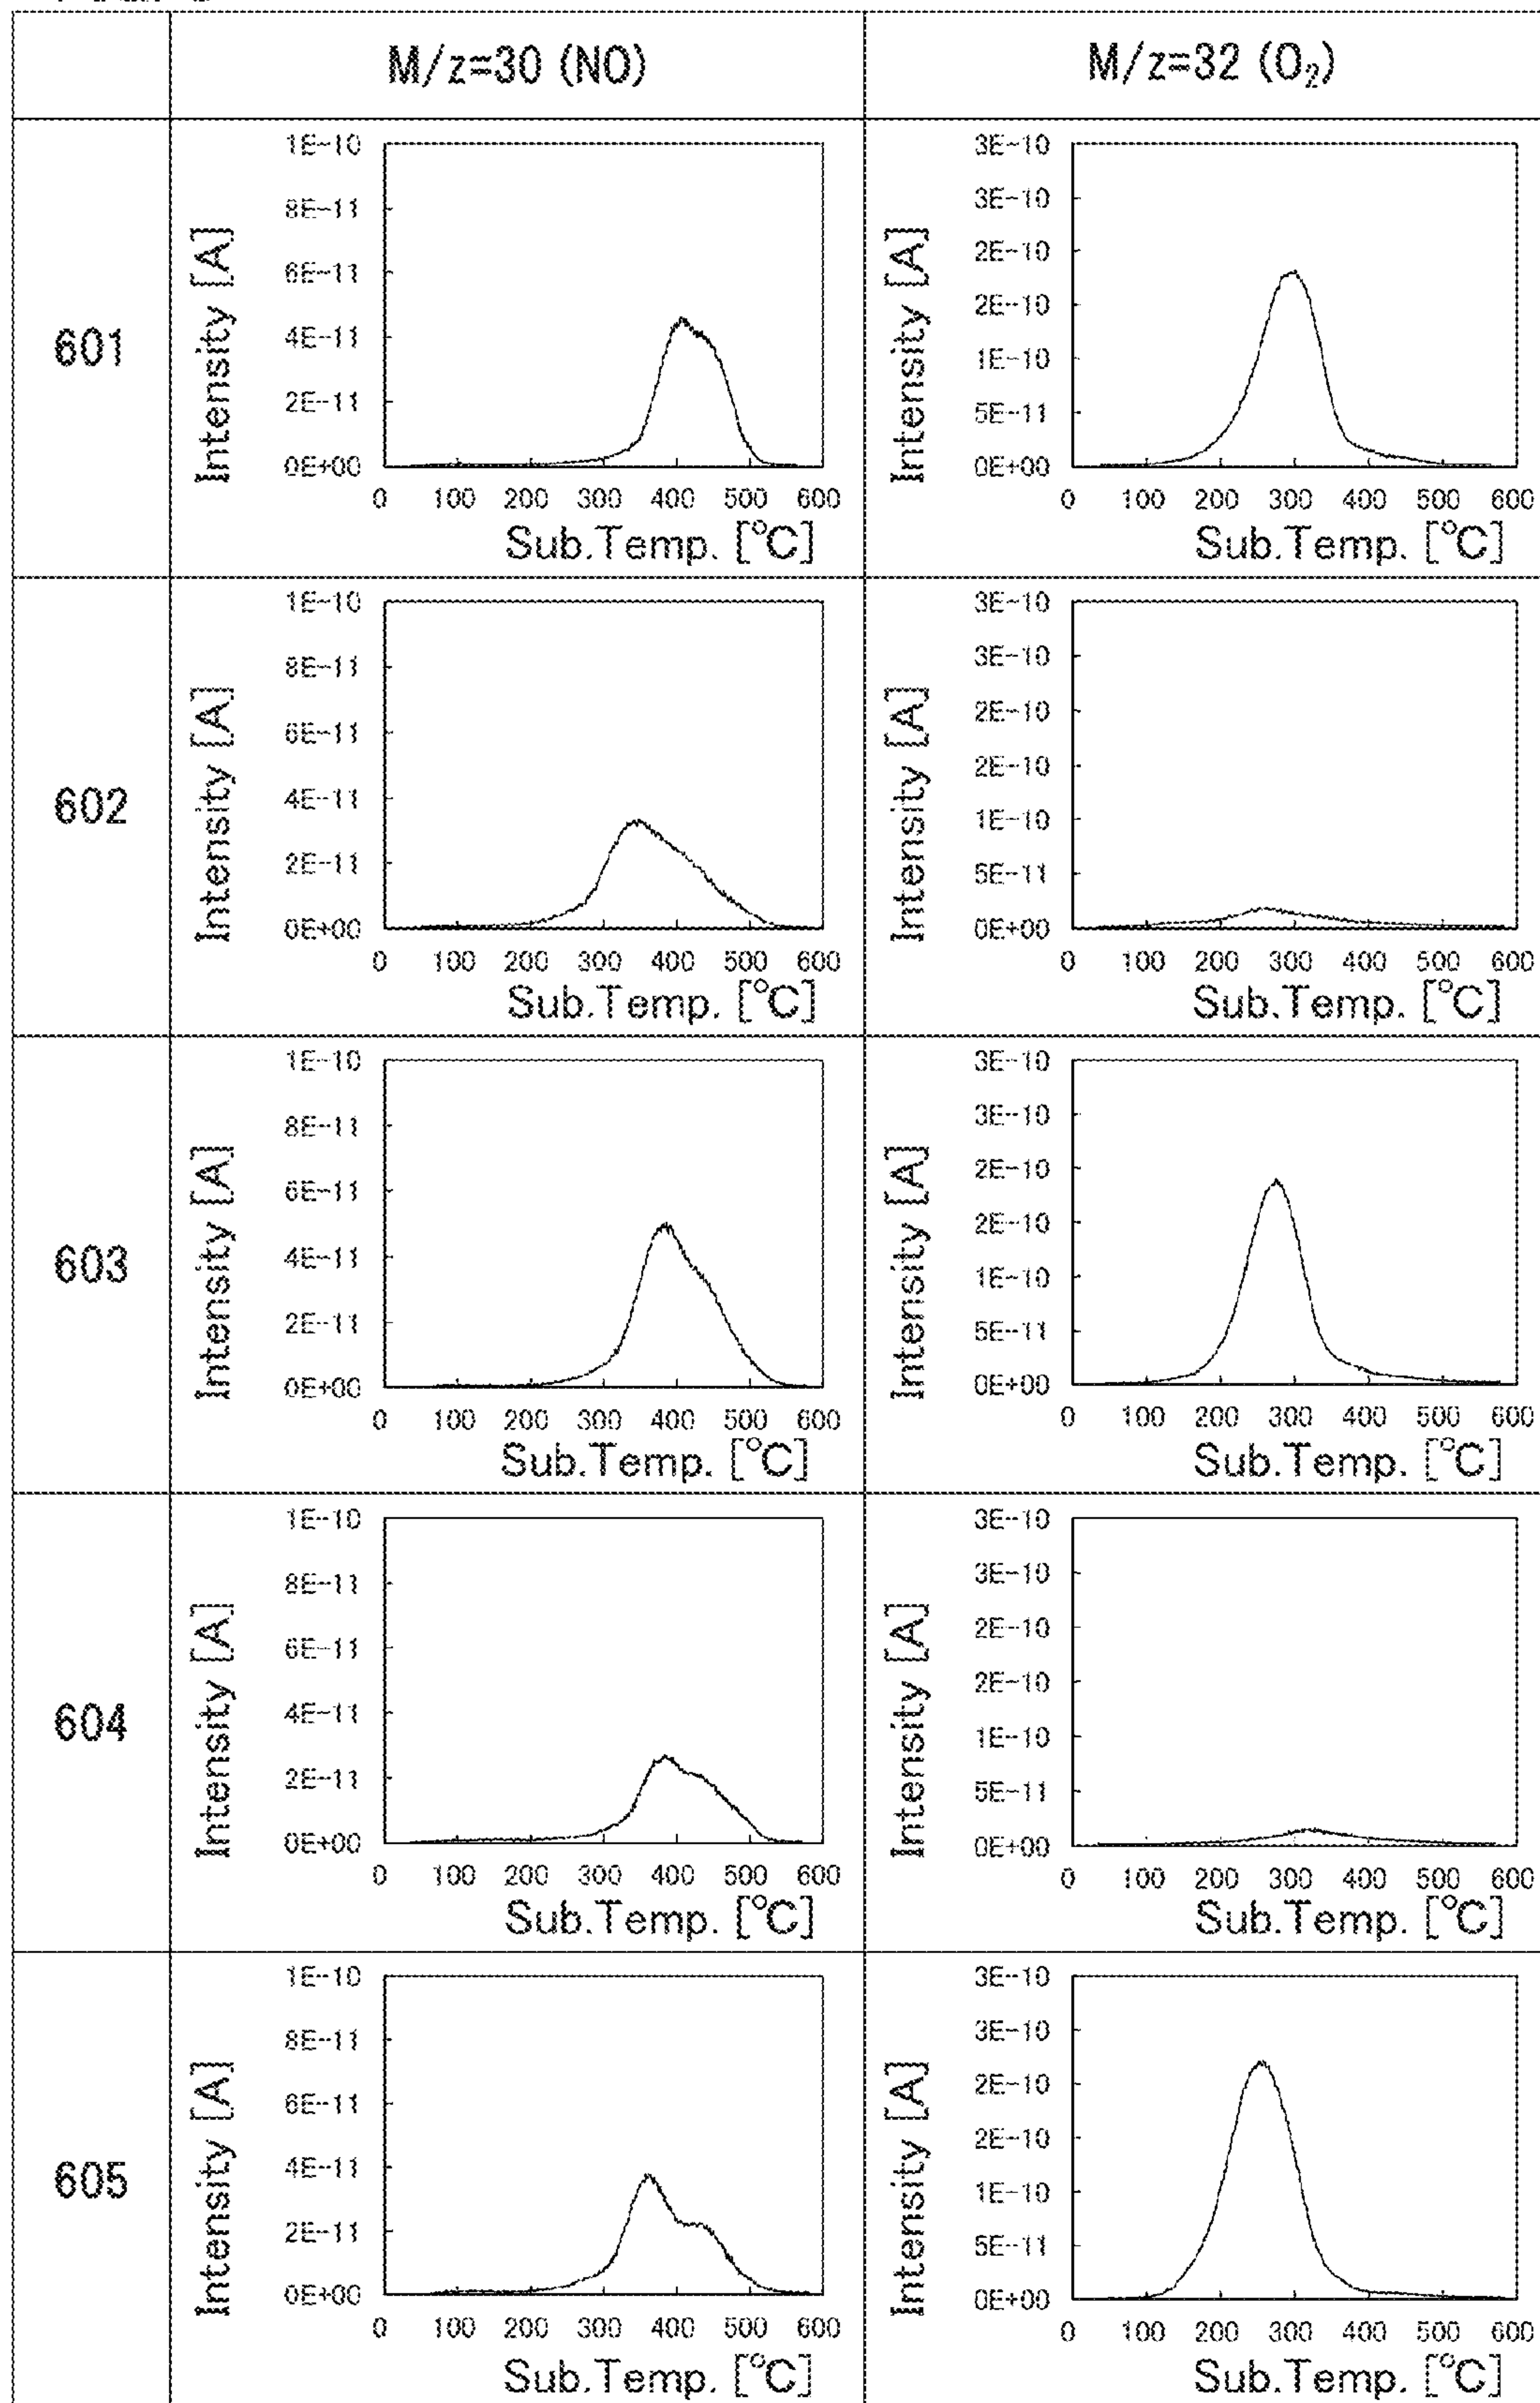 M/z=30 (NO) M/z=32 (O₂)
601
Intensity [A]
1E-10
8E-11
6E-11
4E-11
2E-11
0E+00
0 100 200 300 400 500 600
Sub.Temp. [°C]
Intensity [A]
3E-10
3E-10
2E-10
2E-10
1E-10
5E-11
0E+00
0 100 200 300 400 500 600
Sub.Temp. [°C]
602
Intensity [A]
1E-10
8E-11
6E-11
4E-11
2E-11
0E+00
0 100 200 300 400 500 600
Sub.Temp. [°C]
Intensity [A]
3E-10
3E-10
2E-10
2E-10
1E-10
5E-11
0E+00
0 100 200 300 400 500 600
Sub.Temp. [°C]
603
Intensity [A]
1E-10
8E-11
6E-11
4E-11
2E-11
0E+00
0 100 200 300 400 500 600
Sub.Temp. [°C]
Intensity [A]
3E-10
3E-10
2E-10
2E-10
1E-10
5E-11
0E+00
0 100 200 300 400 500 600
Sub.Temp. [°C]
604
Intensity [A]
1E-10
8E-11
6E-11
4E-11
2E-11
0E+00
0 100 200 300 400 500 600
Sub.Temp. [°C]
Intensity [A]
3E-10
3E-10
2E-10
2E-10
1E-10
5E-11
0E+00
0 100 200 300 400 500 600
Sub.Temp. [°C]
605
Intensity [A]
1E-10
8E-11
6E-11
4E-11
2E-11
0E+00
0 100 200 300 400 500 600
Sub.Temp. [°C]
Intensity [A]
3E-10
3E-10
2E-10
2E-10
1E-10
5E-11
0E+00
0 100 200 300 400 500 600
Sub.Temp. [°C]